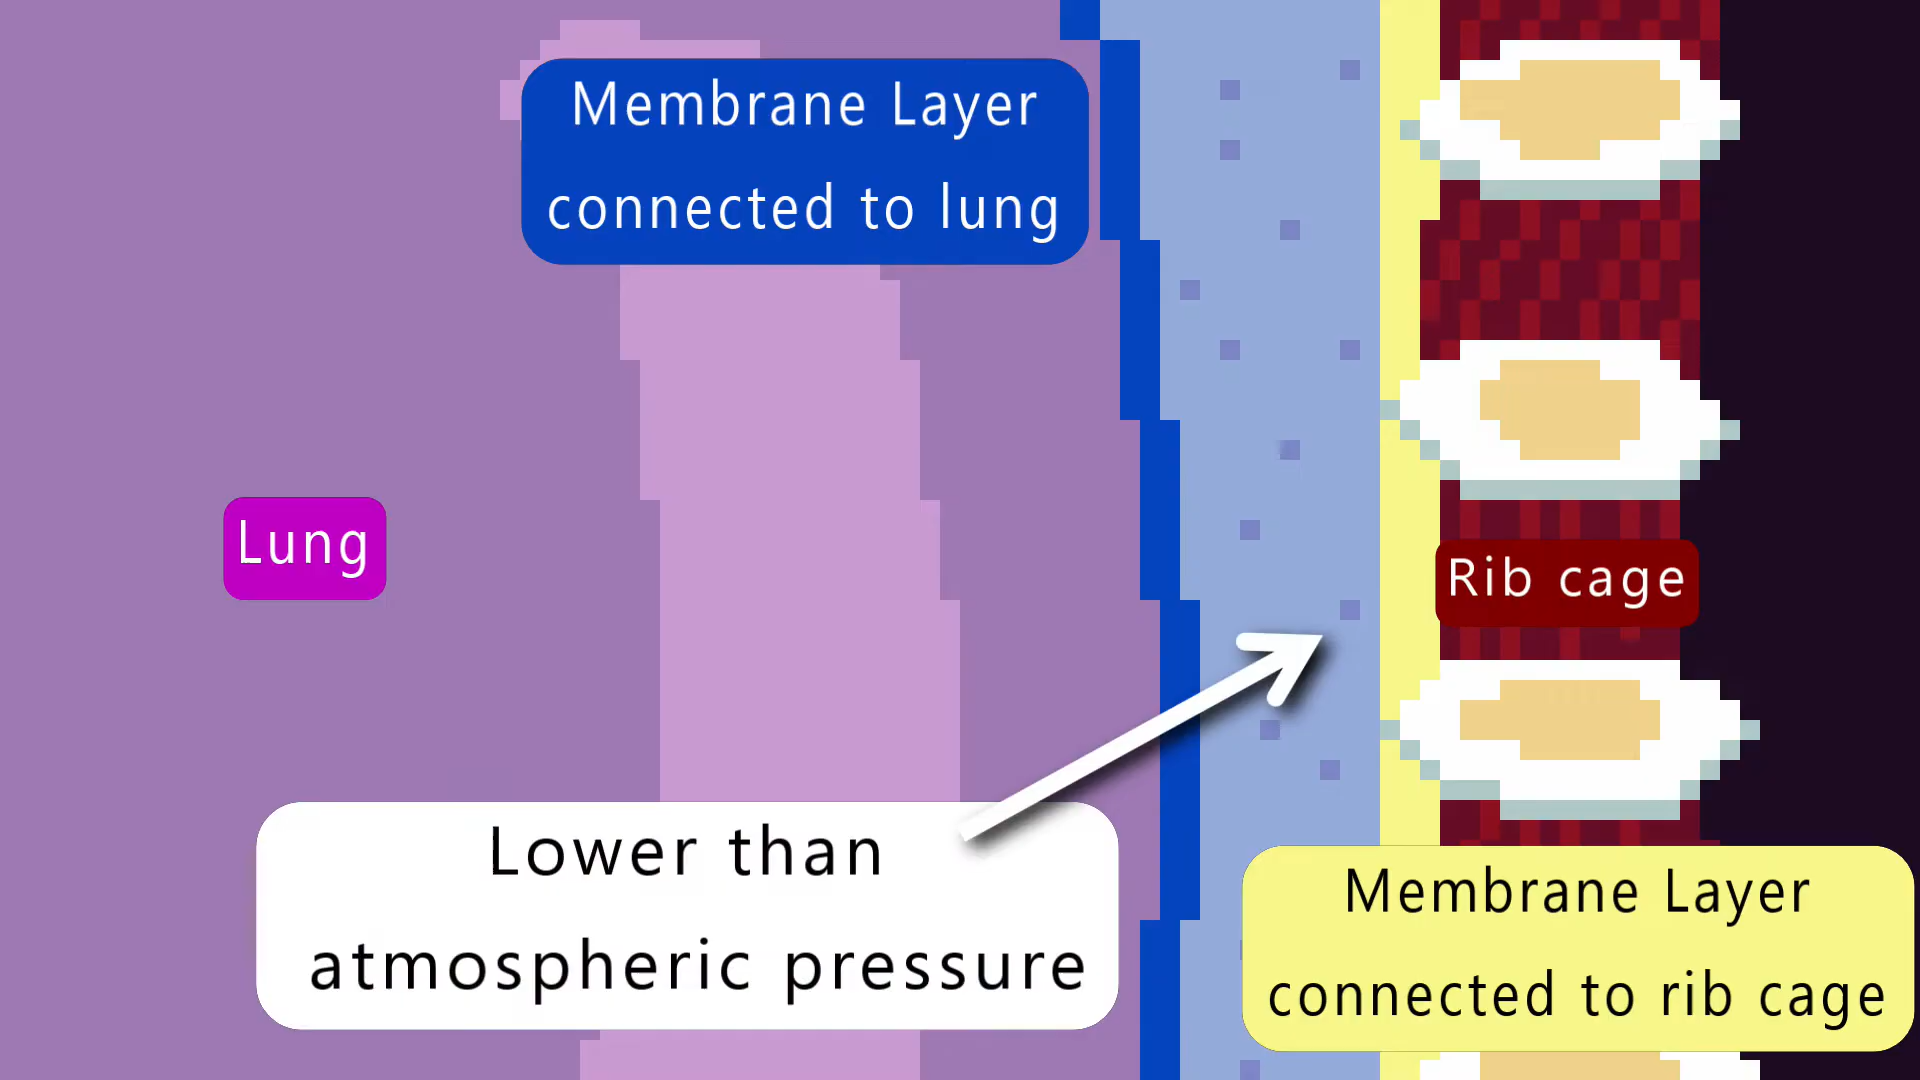 Membrane Layer
connected to lung
Lung
Rib cage
Lower than
atmospheric pressure
Membrane Layer
connected to rib cage